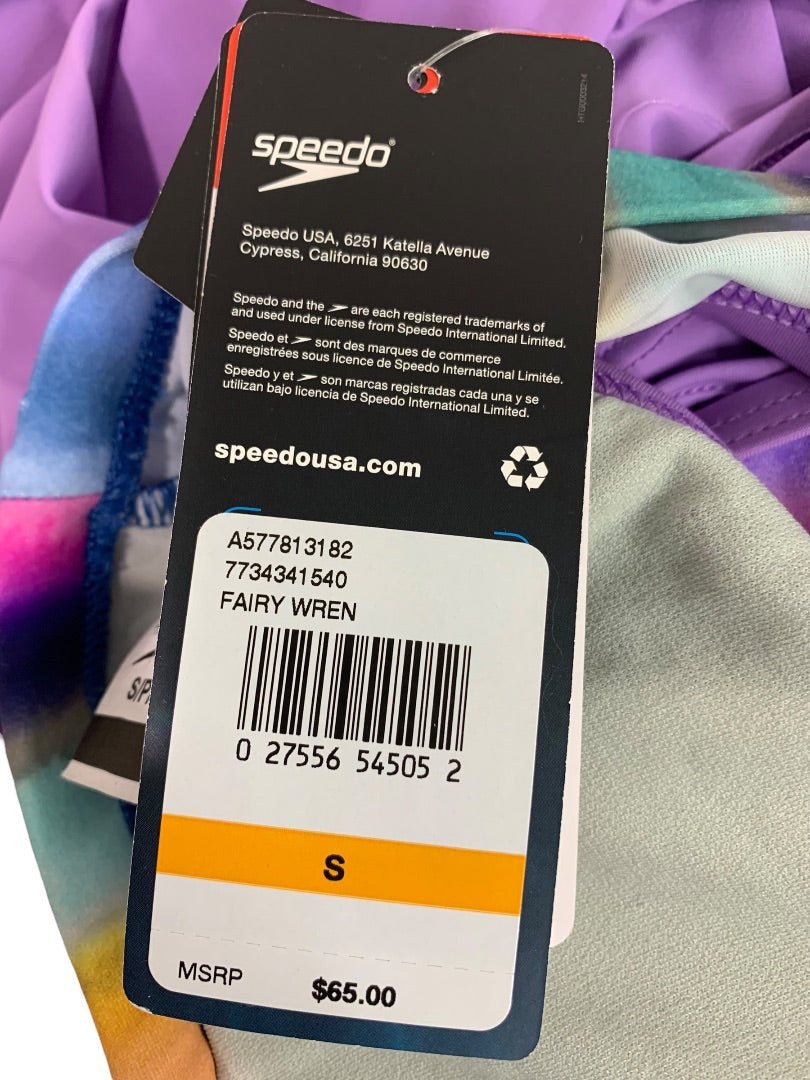 speedo®
Speedo USA, 6251 Katella Avenue
Cypress, California 90630
Speedo and the are each registered trademarks of
and used under license from Speedo International Limited.
Speedo et sont des marques de commerce
enregistrées sous licence de Speedo International Limitée.
Speedo y et son marcas registradas cada una y se
utilizan bajo licencia de Speedo International Limited.
speedousa.com
A577813182
7734341540
FAIRY WREN
0 27556 54505 2
S
MSRP $65.00